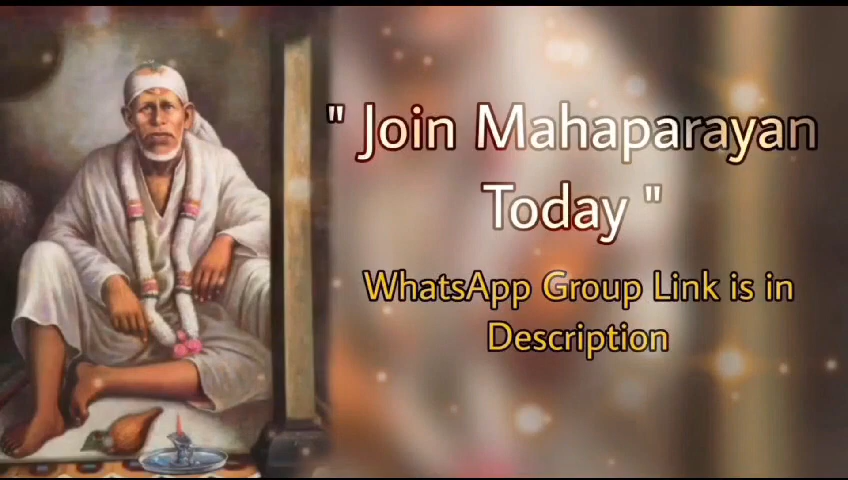 " Join Mahaparayan
Today "
WhatsApp Group Link is in
Description